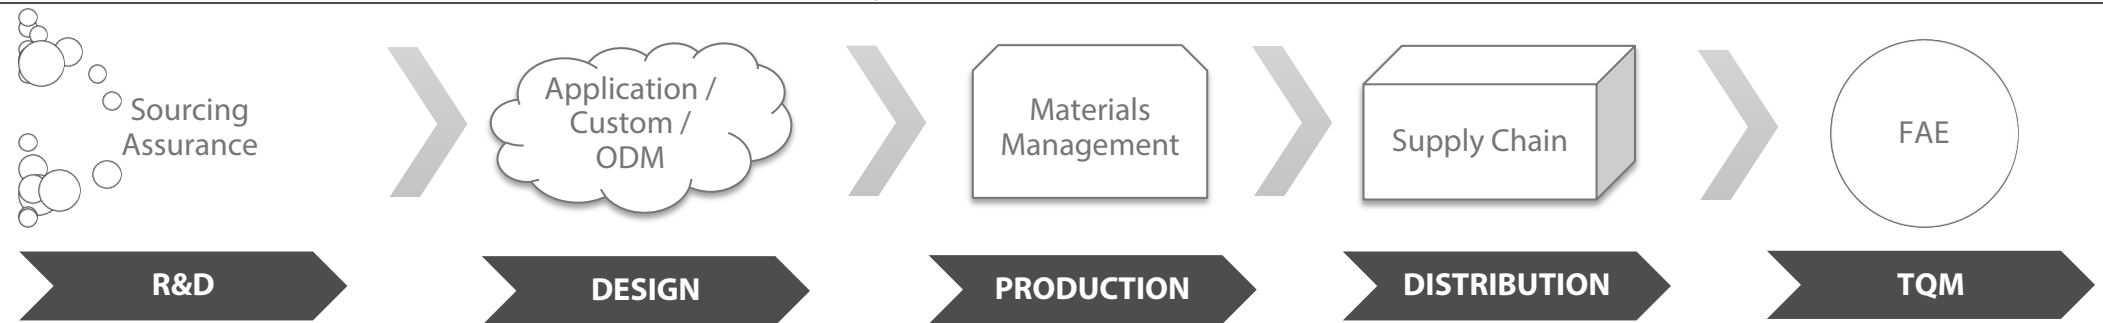 Sourcing
Assurance
Application /
Custom /
ODM
Materials
Management
Supply Chain
FAE
R&D
DESIGN
PRODUCTION
DISTRIBUTION
TQM